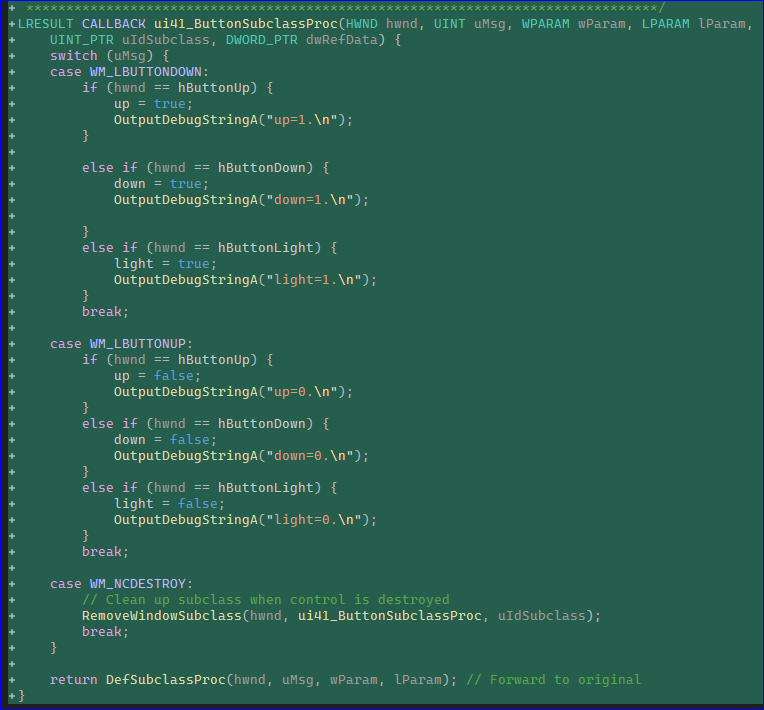 + *******************************************************************************/
+LRESULT CALLBACK ui41_ButtonSubclassProc(HWND hwnd, UINT uMsg, WPARAM wParam, LPARAM lParam,
+    UINT_PTR uIdSubclass, DWORD_PTR dwRefData) {
+    switch (uMsg) {
+    case WM_LBUTTONDOWN:
+        if (hwnd == hButtonUp) {
+            up = true;
+            OutputDebugStringA("up=1.\n");
+        }
+
+        else if (hwnd == hButtonDown) {
+            down = true;
+            OutputDebugStringA("down=1.\n");
+
+        }
+        else if (hwnd == hButtonLight) {
+            light = true;
+            OutputDebugStringA("light=1.\n");
+        }
+        break;
+
+    case WM_LBUTTONUP:
+        if (hwnd == hButtonUp) {
+            up = false;
+            OutputDebugStringA("up=0.\n");
+        }
+        else if (hwnd == hButtonDown) {
+            down = false;
+            OutputDebugStringA("down=0.\n");
+        }
+        else if (hwnd == hButtonLight) {
+            light = false;
+            OutputDebugStringA("light=0.\n");
+        }
+        break;
+
+    case WM_NCDESTROY:
+        // Clean up subclass when control is destroyed
+        RemoveWindowSubclass(hwnd, ui41_ButtonSubclassProc, uIdSubclass);
+        break;
+    }
+
+    return DefSubclassProc(hwnd, uMsg, wParam, lParam); // Forward to original
+}